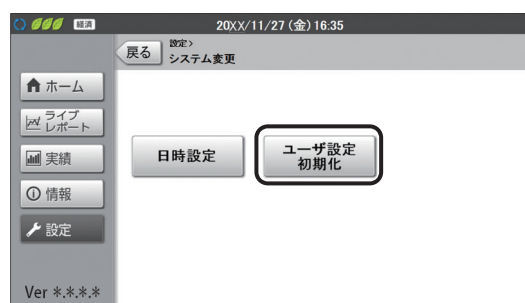 経済
20XX/11/27 (金) 16:35
戻る
設定>
システム変更
ホーム
ライブ
レポート
実績
情報
設定
日時設定
ユーザ設定
初期化
Ver *.*.*.*